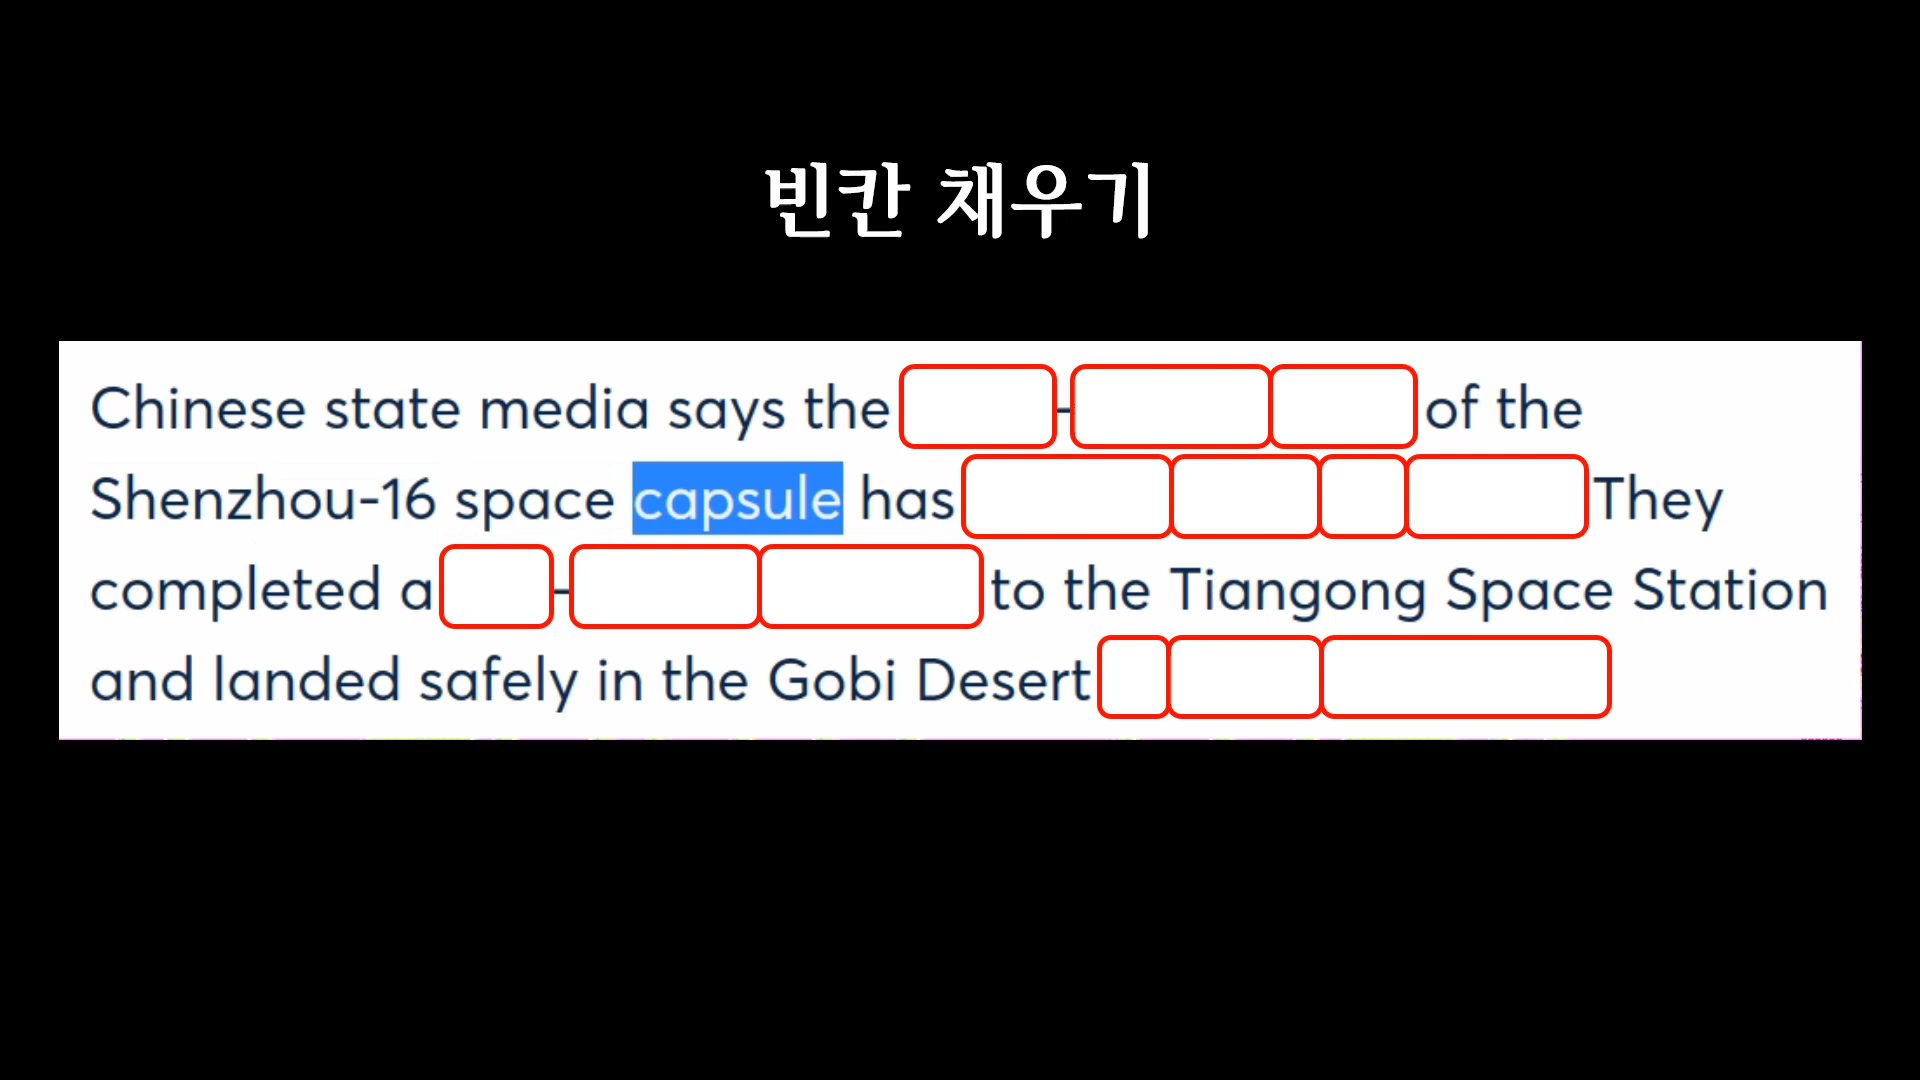 빈칸 채우기
Chinese state media says the - of the
Shenzhou-16 space capsule has They
completed a - to the Tiangong Space Station
and landed safely in the Gobi Desert